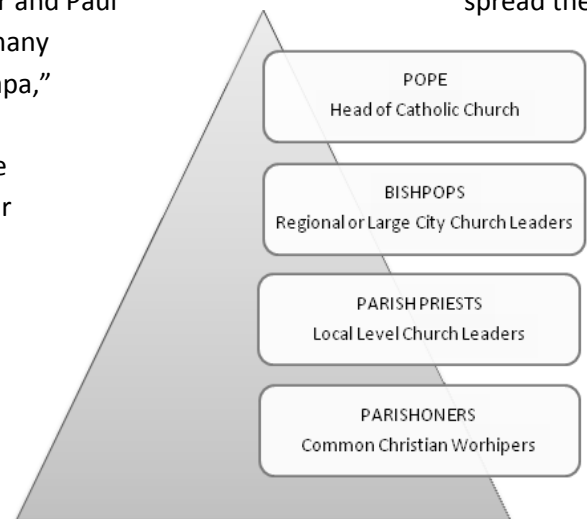 r and Paul
spread the
many
pa,”
e
r
POPE
Head of Catholic Church
BISHPOPS
Regional or Large City Church Leaders
PARISH PRIESTS
Local Level Church Leaders
PARISHONERS
Common Christian Worhipers